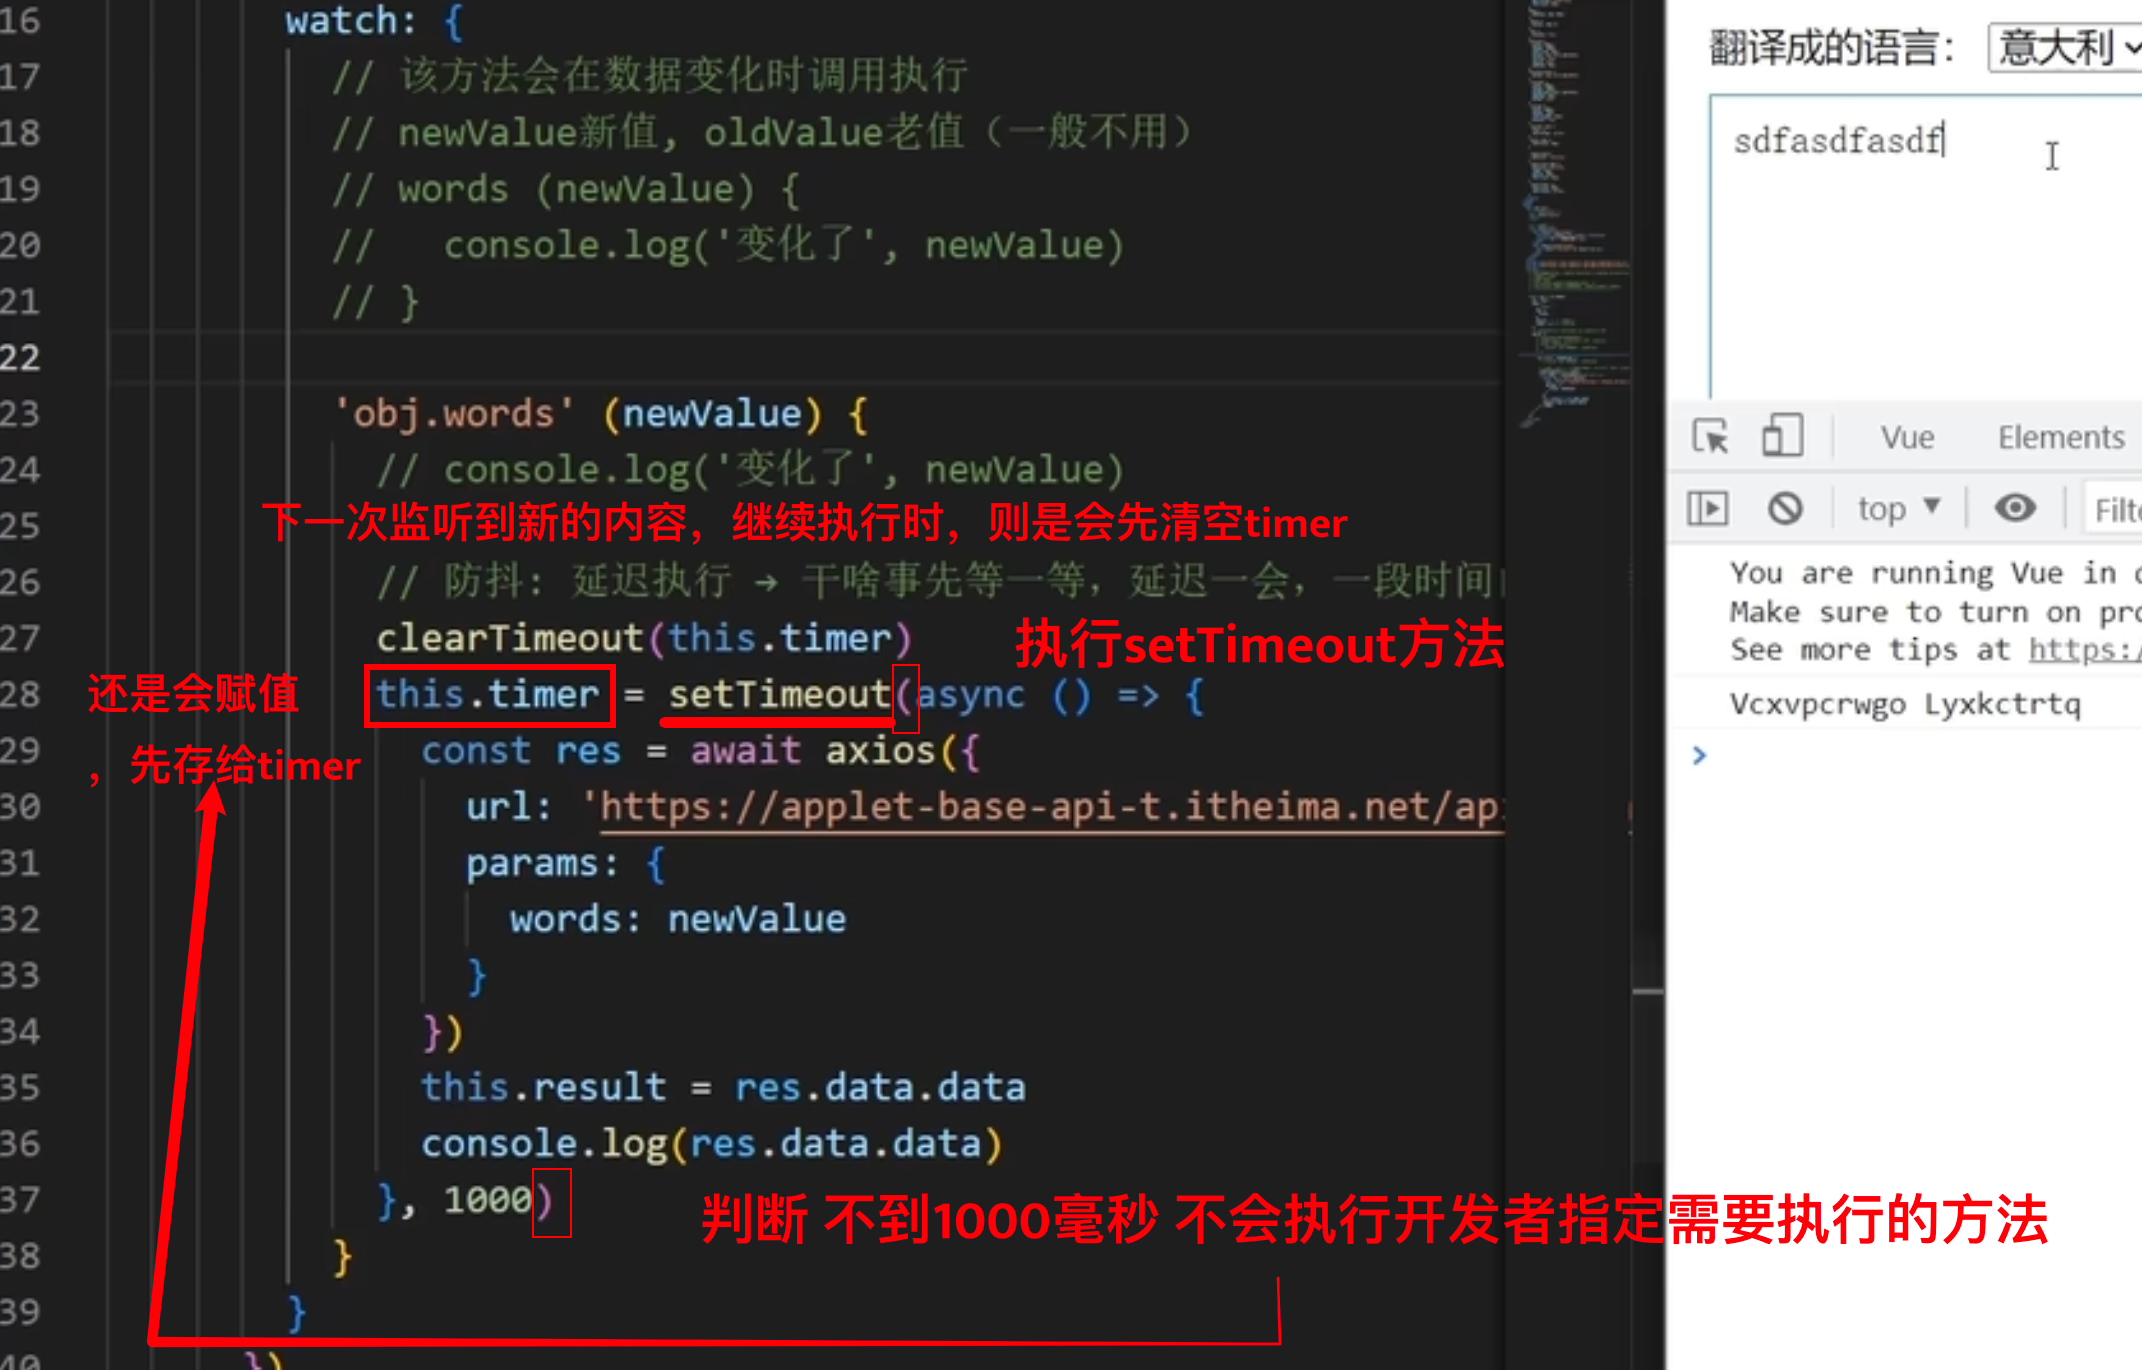 16 watch: {
17 // 该方法会在数据变化时调用执行
18 // newValue新值, oldValue老值（一般不用）
19 // words (newValue) {
20 //   console.log('变化了', newValue)
21 // }
22
23 'obj.words' (newValue) {
24 // console.log('变化了', newValue)
25
下一次监听到新的内容，继续执行时，则是会先清空timer
26 // 防抖: 延迟执行 → 干啥事先等一等，延迟一会，一段时间
27 clearTimeout(this.timer)
执行setTimeout方法
28 this.timer = setTimeout(async () => {
还是会赋值
，先存给timer
29 const res = await axios({
30 url: 'https://applet-base-api-t.itheima.net/ap
31 params: {
32 words: newValue
33 }
34 })
35 this.result = res.data.data
36 console.log(res.data.data)
37 }, 1000)
判断 不到1000毫秒 不会执行开发者指定需要执行的方法
38 }
39 }
40 })
翻译成的语言： 意大利
sdfasdfasdf
Vue Elements
top ▼
You are running Vue in
Make sure to turn on
See more tips at https:/
Vcxvpcrwgo Lyxkctrtq
>